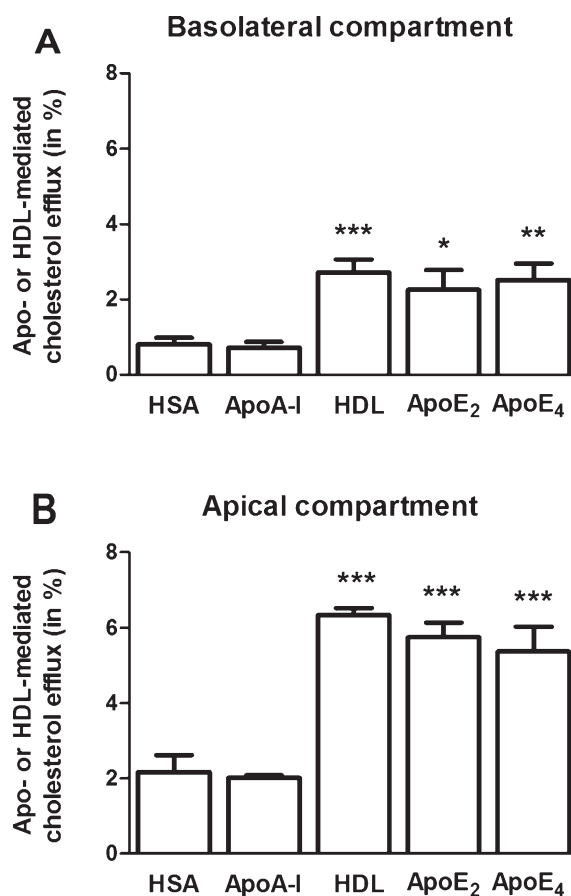 A
Basolateral compartment
Apo- or HDL-mediated
cholesterol efflux (in %)
8
6
4
2
0
***
*
**
HSA ApoA-I HDL ApoE2 ApoE4
B
Apical compartment
Apo- or HDL-mediated
cholesterol efflux (in %)
8
6
4
2
0
***
***
***
HSA ApoA-I HDL ApoE2 ApoE4